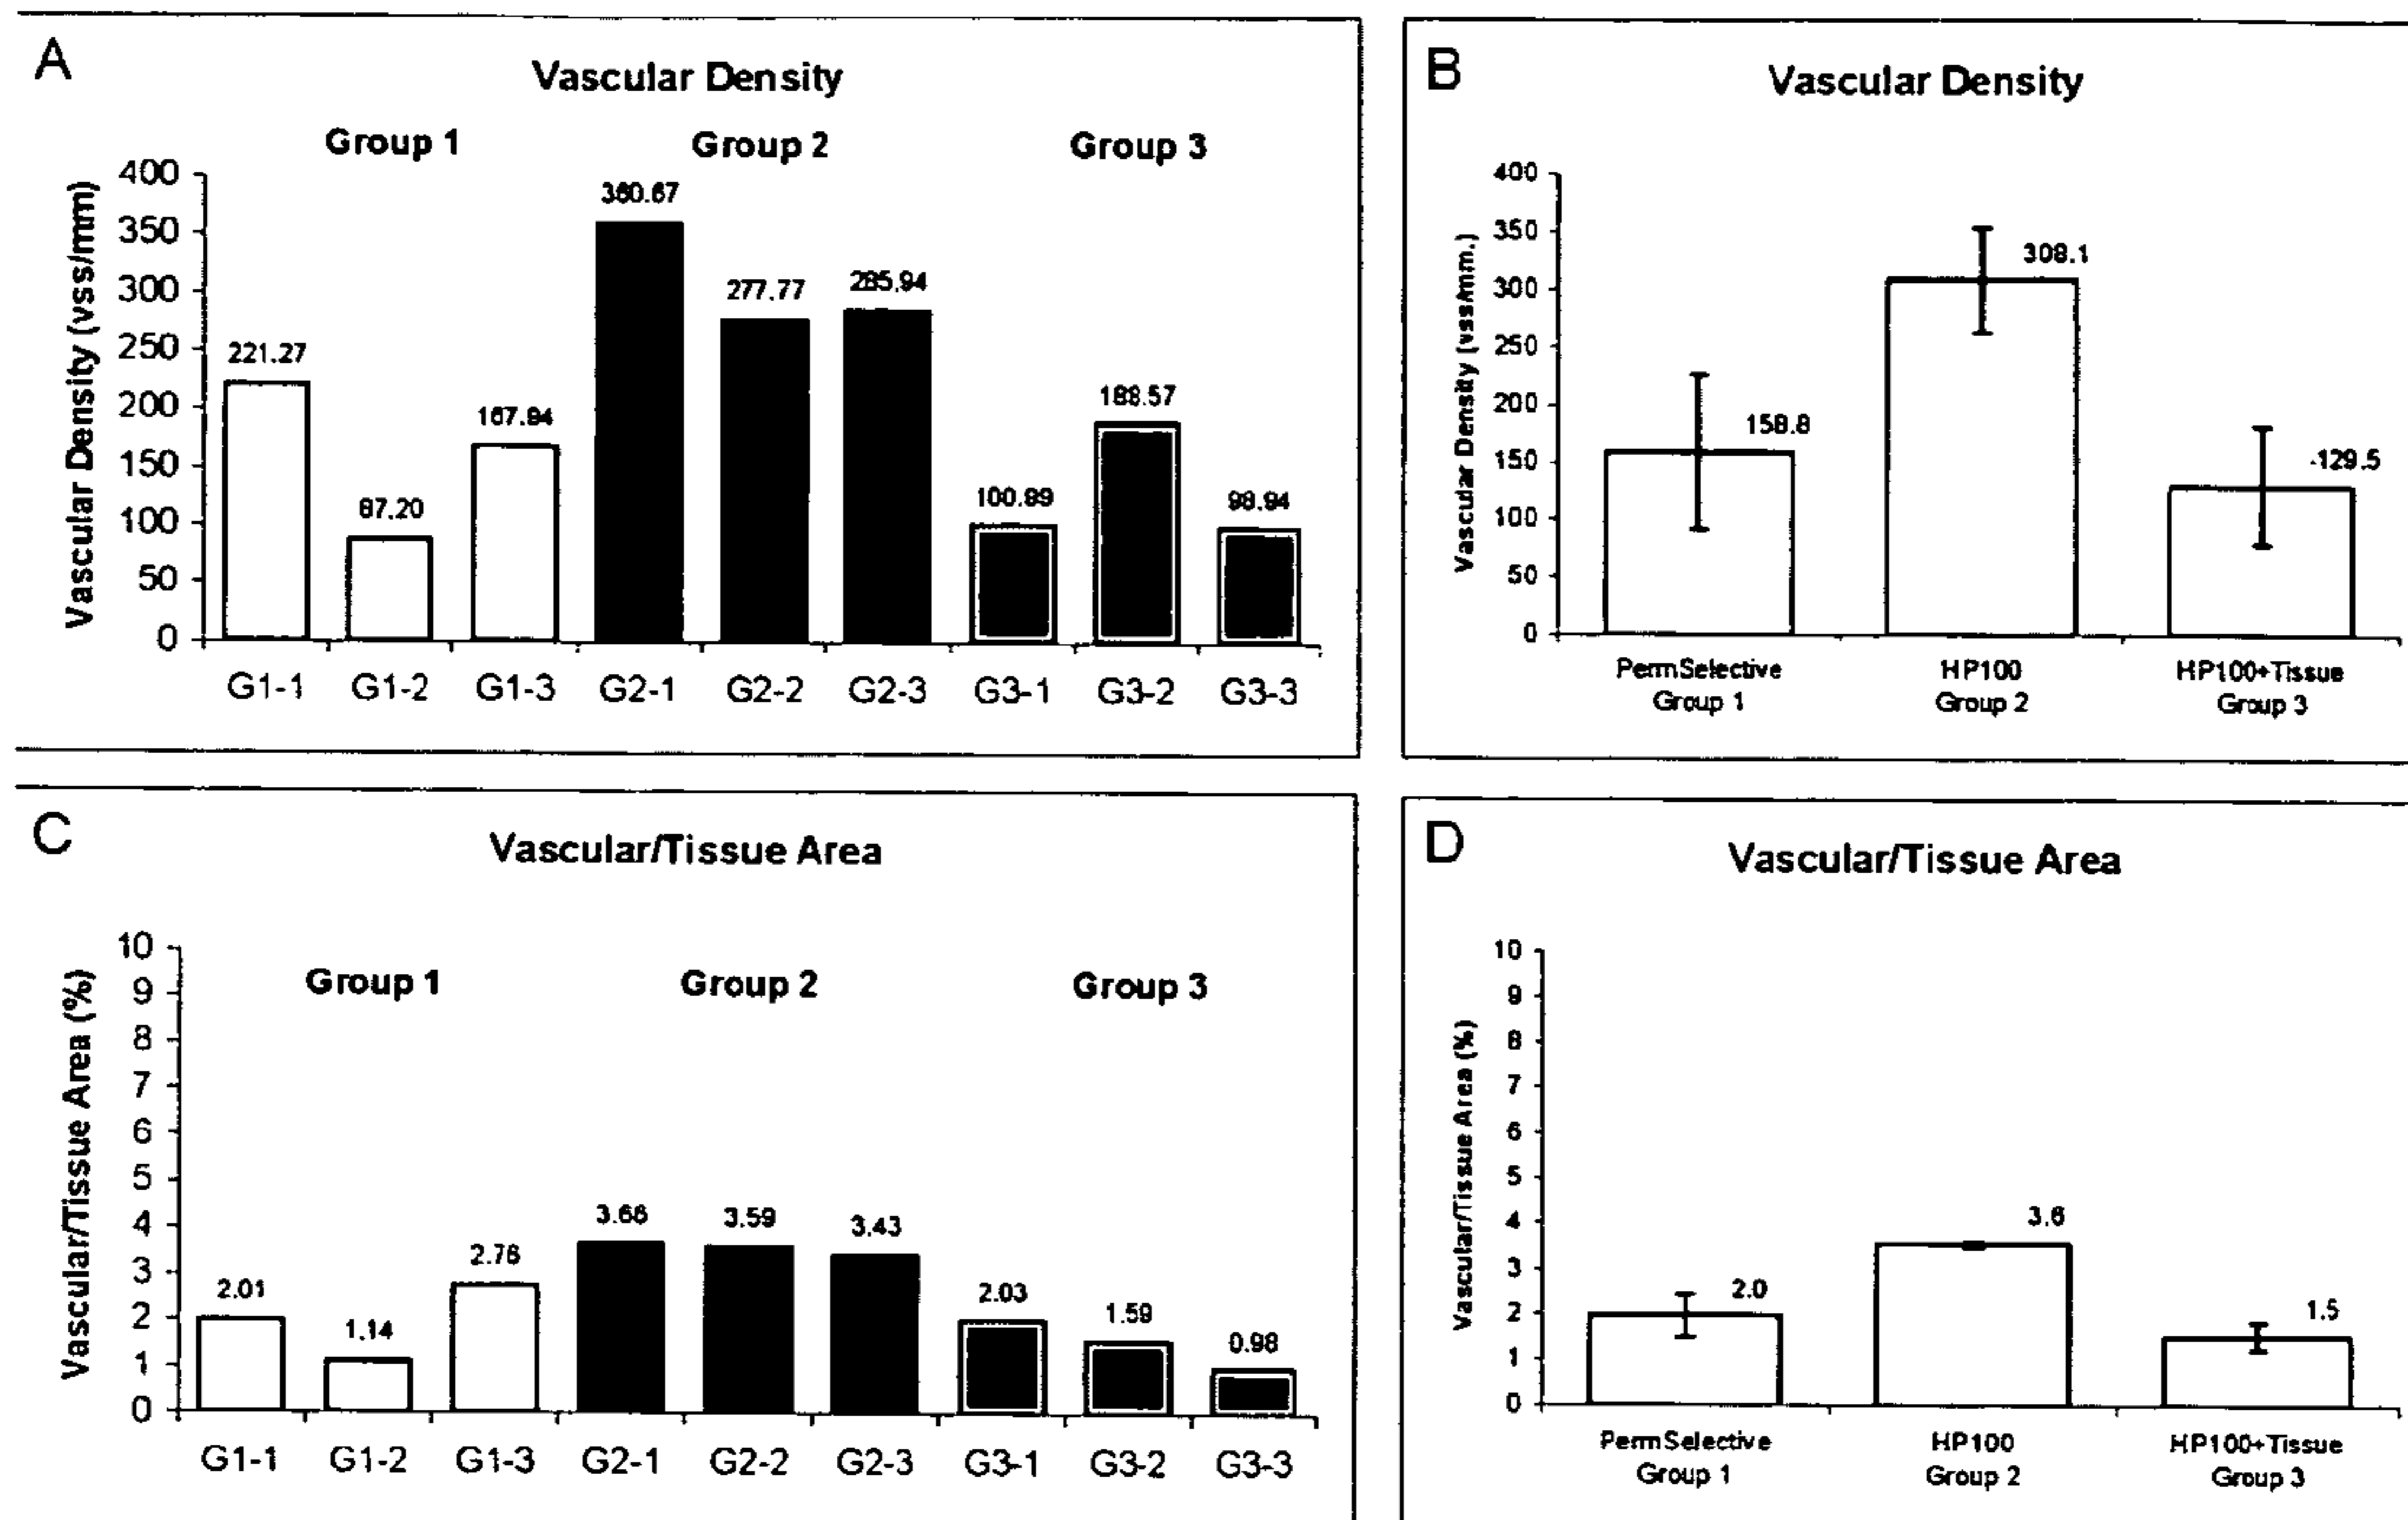 A
Vascular Density
Group 1
Group 2
Group 3
Vascular Density (vss/mm)
400
350
300
250
200
150
100
50
0
221.27
87.20
167.94
360.67
277.77
285.94
100.89
188.57
98.94
G1-1 G1-2 G1-3 G2-1 G2-2 G2-3 G3-1 G3-2 G3-3
B
Vascular Density
Vascular Density (vss/mm.)
400
350
300
250
200
150
100
50
0
158.8
308.1
129.5
PermSelective
Group 1
HP100
Group 2
HP100+Tissue
Group 3
C
Vascular/Tissue Area
Group 1
Group 2
Group 3
Vascular/Tissue Area (%)
10
9
8
7
6
5
4
3
2
1
0
2.01
1.14
2.76
3.66
3.59
3.43
2.03
1.59
0.98
G1-1 G1-2 G1-3 G2-1 G2-2 G2-3 G3-1 G3-2 G3-3
D
Vascular/Tissue Area
Vascular/Tissue Area (%)
10
9
8
7
6
5
4
3
2
1
0
2.0
3.6
1.5
PermSelective
Group 1
HP100
Group 2
HP100+Tissue
Group 3